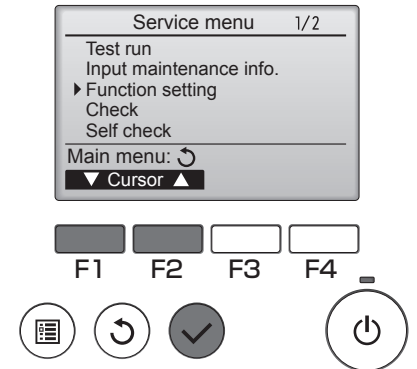 Service menu 1/2
Test run
Input maintenance info.
Function setting
Check
Self check
Main menu:
▼ Cursor ▲
F1 F2 F3 F4